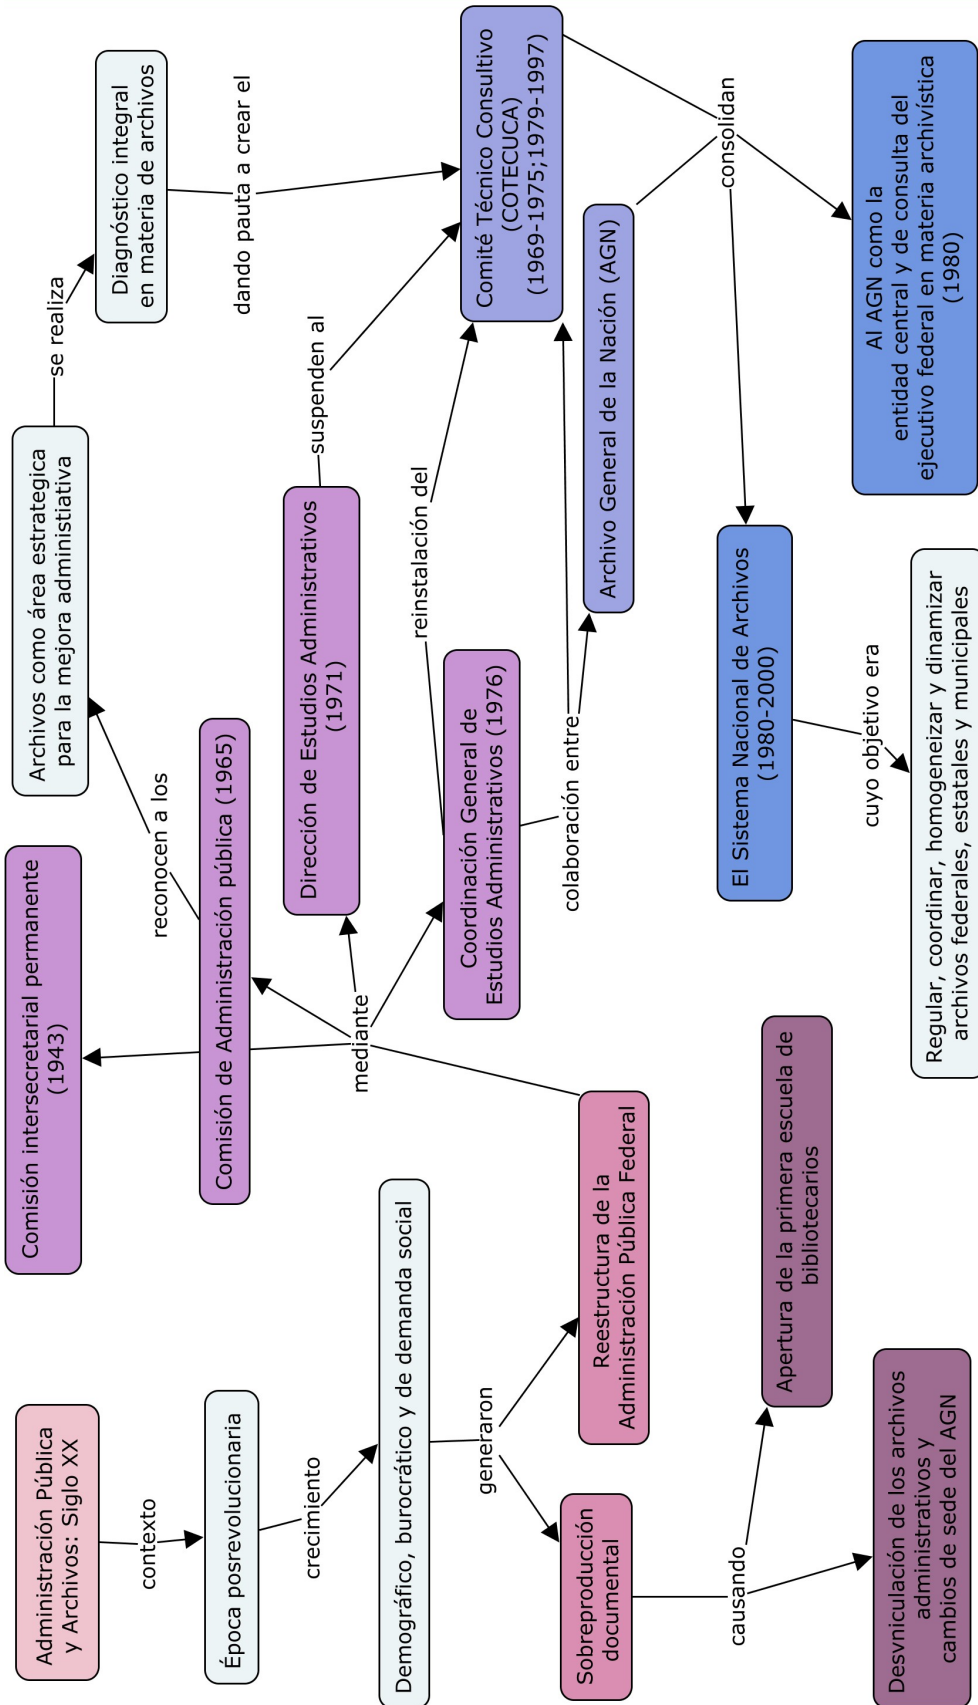 Administración Pública
y Archivos: Siglo XX
contexto
Época posrevolucionaria
crecimiento
Demográfico, burocrático y de demanda social
generaron
Sobreproducción
documental
causando
Desvniculación de los archivos
administrativos y
cambios de sede del AGN
Apertura de la primera escuela de
bibliotecarios
Reestructura de la
Administración Pública Federal
mediante
Comisión intersecretarial permanente
(1943)
Comisión de Administración pública (1965)
reconocen a los
Archivos como área estrategica
para la mejora administiativa
se realiza
Diagnóstico integral
en materia de archivos
dando pauta a crear el
Dirección de Estudios Administrativos
(1971)
suspenden al
Coordinación General de
Estudios Administrativos (1976)
reinstalación del
colaboración entre
Comité Técnico Consultivo
(COTECUCA)
(1969-1975;1979-1997)
Archivo General de la Nación (AGN)
consolidan
El Sistema Nacional de Archivos
(1980-2000)
cuyo objetivo era
Regular, coordinar, homogeneizar y dinamizar
archivos federales, estatales y municipales
Al AGN como la
entidad central y de consulta del
ejecutivo federal en materia archivística
(1980)